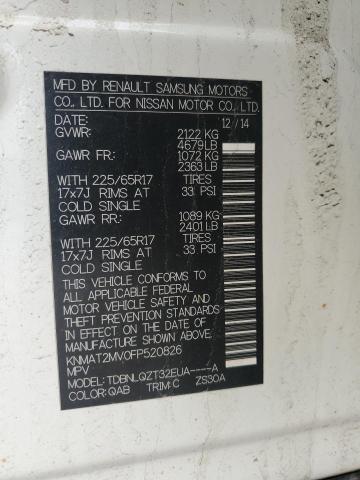 MFD BY RENAULT SAMSUNG MOTORS
CO., LTD. FOR NISSAN MOTOR CO., LTD.
DATE: 12 / 14
GVWR: 2122 KG
4679 LB
GAWR FR: 1072 KG
2363 LB
WITH 225/65R17 TIRES
17x7J RIMS AT 33 PSI
COLD SINGLE
GAWR RR: 1089 KG
2401 LB
WITH 225/65R17 TIRES
17x7J RIMS AT 33 PSI
COLD SINGLE
THIS VEHICLE CONFORMS TO
ALL APPLICABLE FEDERAL
MOTOR VEHICLE SAFETY AND
THEFT PREVENTION STANDARDS
IN EFFECT ON THE DATE OF
MANUFACTURE SHOWN ABOVE.
KNMAT2MV0FP520826
MPV
MODEL: TDBNLQZT32EUA----A
COLOR: QAB TRIM: C ZS30A